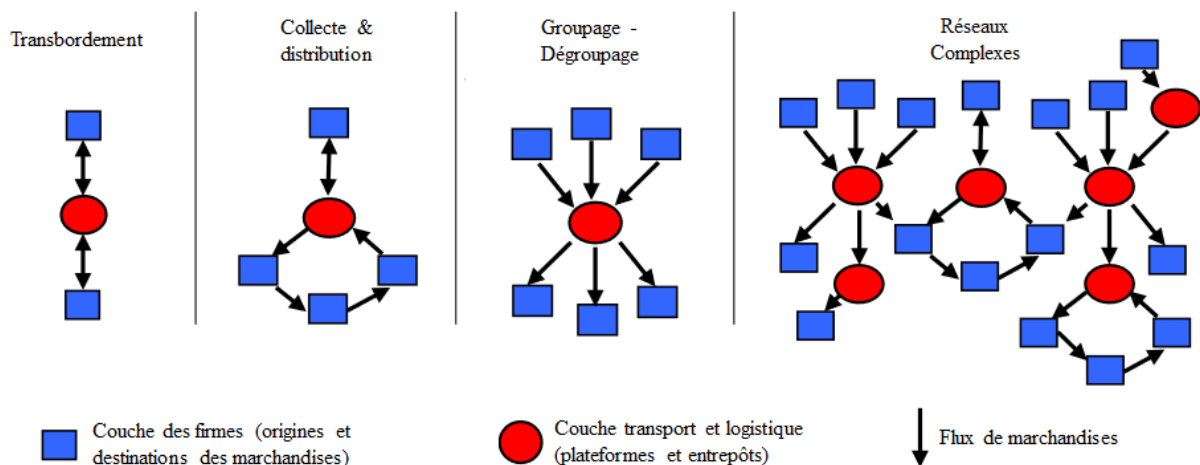 Transbordement
Collecte &
distribution
Groupage -
Dégroupage
Réseaux
Complexes
Couche des firmes (origines et
destinations des marchandises)
Couche transport et logistique
(plateformes et entrepôts)
Flux de marchandises